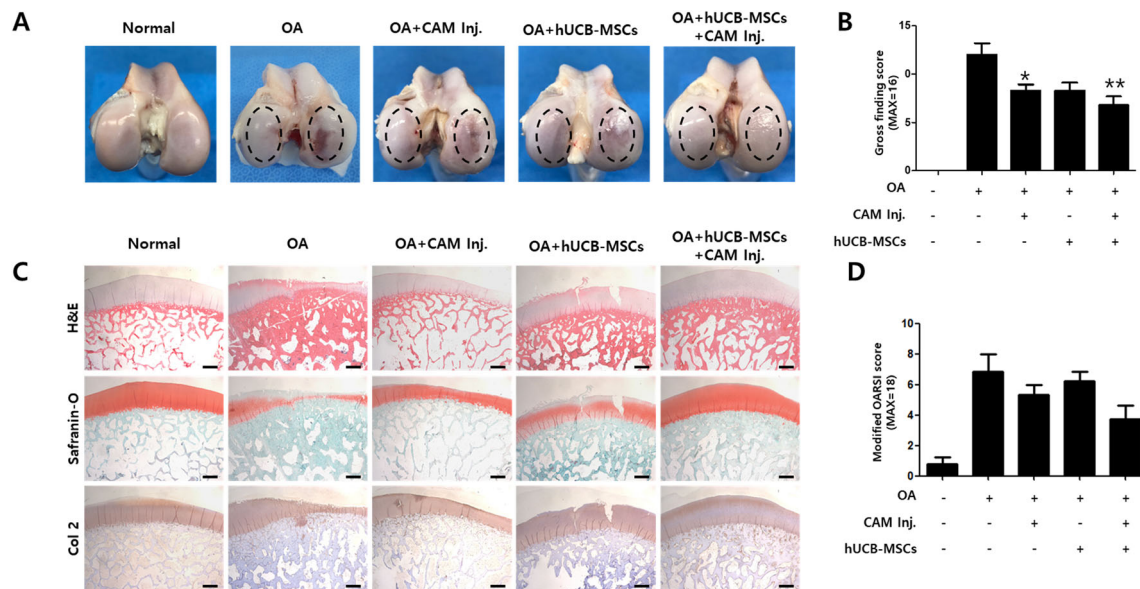 A
Normal
OA
OA+CAM Inj.
OA+hUCB-MSCs
OA+hUCB-MSCs
+CAM Inj.
B
Gross finding score
(MAX=16)
15
0
5
0
*
**
OA - + + + +
CAM Inj. - - + - +
hUCB-MSCs - - - + +
C
Normal
OA
OA+CAM Inj.
OA+hUCB-MSCs
OA+hUCB-MSCs
+CAM Inj.
H&E
Safranin-O
Col 2
D
Modified OARSI score
(MAX=18)
10
8
6
4
2
0
OA - + + + +
CAM Inj. - - + - +
hUCB-MSCs - - - + +